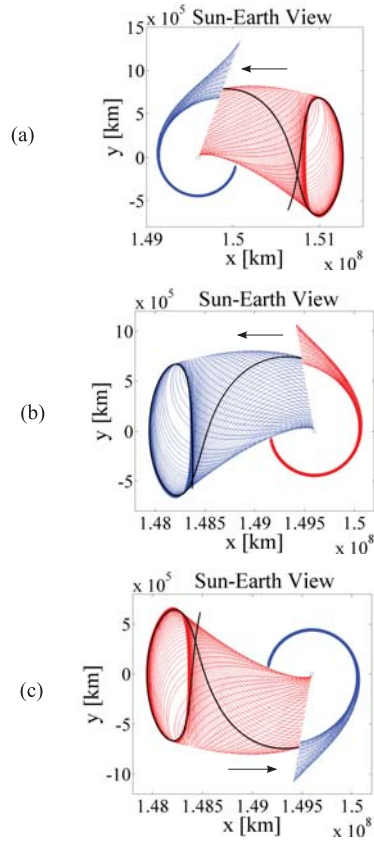 Sun-Earth View
x 10^5
15
10
5
0
-5
y [km]
(a)
1.49
1.5
1.51
x [km]
x 10^8
Sun-Earth View
x 10^5
10
5
0
-5
y [km]
(b)
1.48
1.485
1.49
1.495
1.5
x [km]
x 10^8
Sun-Earth View
x 10^5
5
0
-5
-10
y [km]
(c)
1.48
1.485
1.49
1.495
1.5
x [km]
x 10^8